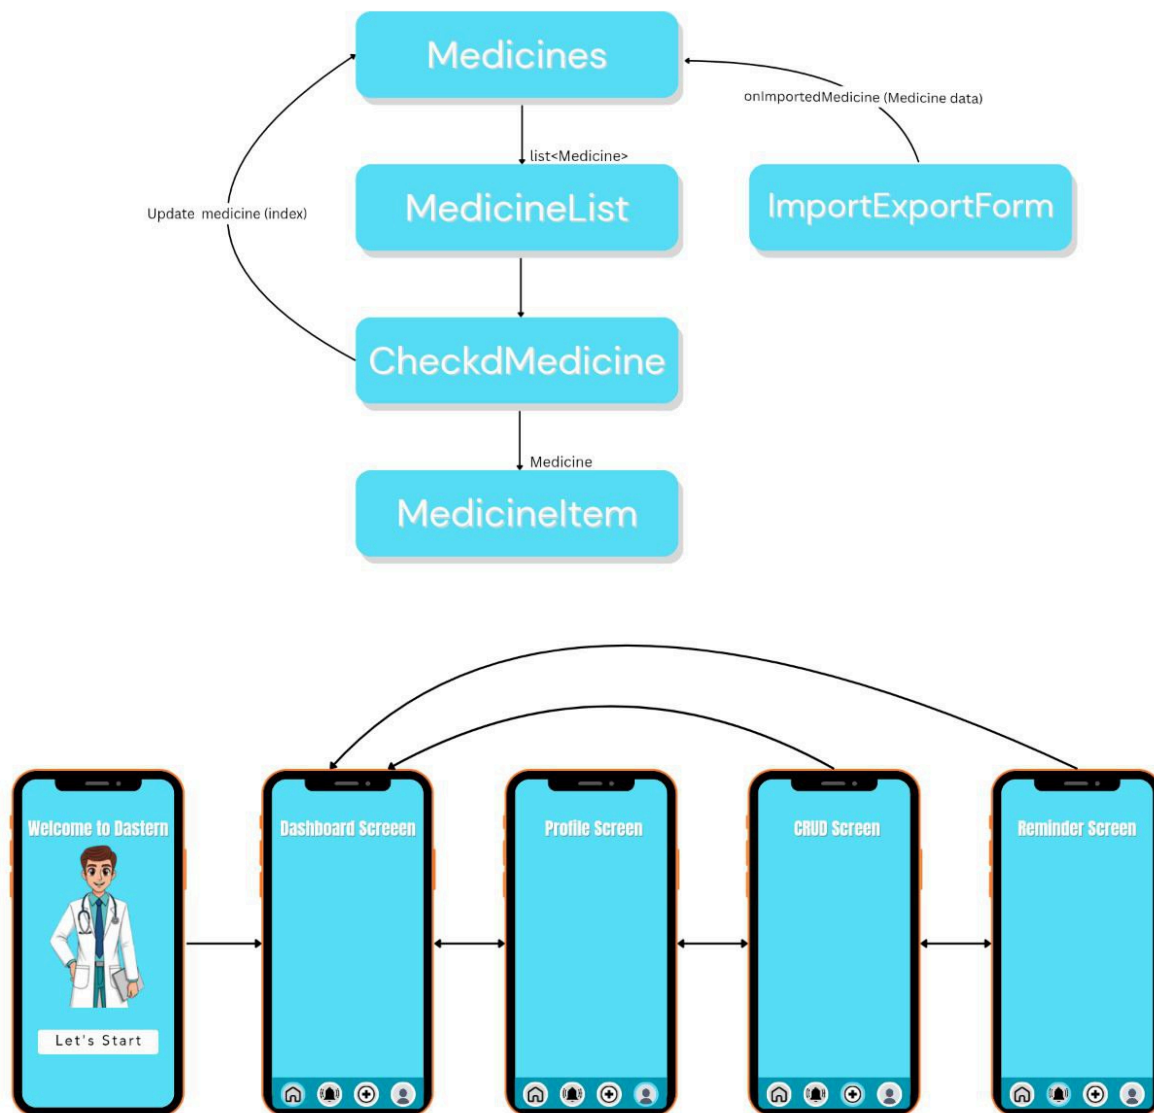 Medicines
onImportedMedicine (Medicine data)
list<Medicine>
MedicineList
ImportExportForm
Update medicine (index)
CheckdMedicine
Medicine
MedicineItem
Welcome to Dastern
Dashboard Screeen
Profile Screen
CRUD Screen
Reminder Screen
Let's Start